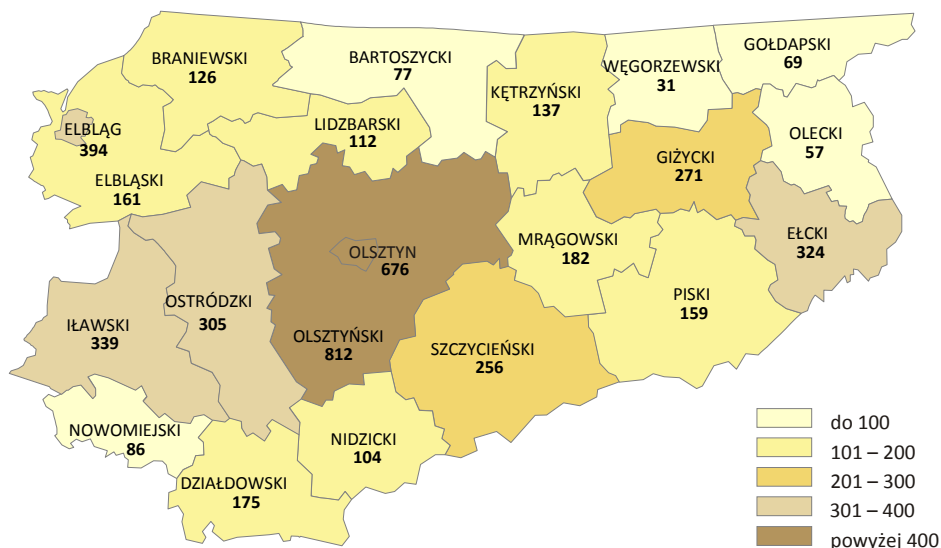 BRANIEWSKI
126
BARTOSZYCKI
77
KĘTRZYŃSKI
137
WĘGORZEWSKI
31
GOŁDAPSKI
69
ELBLĄG
394
LIDZBARSKI
112
GIŻYCKI
271
OLECKI
57
ELBLĄSKI
161
MRĄGOWSKI
182
EŁCKI
324
OLSZTYN
676
OSTRÓDZKI
305
IŁAWSKI
339
OLSZTYŃSKI
812
SZCZYCIEŃSKI
256
PISKI
159
NOWOMIEJSKI
86
NIDZICKI
104
DZIAŁDOWSKI
175
do 100
101 – 200
201 – 300
301 – 400
powyżej 400